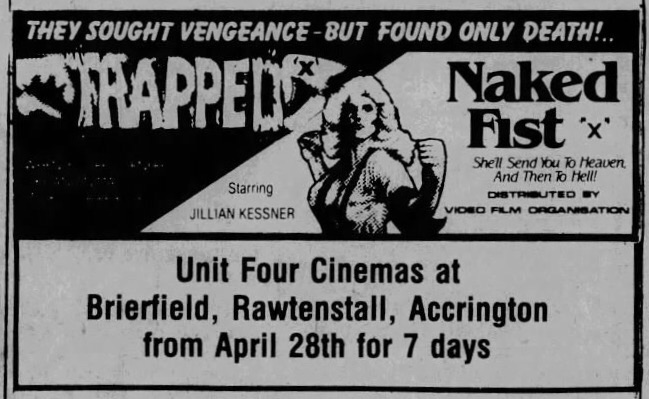 THEY SOUGHT VENGEANCE-BUT FOUND ONLY DEATH!..
TRAPPED 'X'
Naked
Fist 'x'
She'll Send You To Heaven,
And Then To Hell!
DISTRIBUTED BY
VIDEO FILM ORGANISATION
Starring
JILLIAN KESSNER
Unit Four Cinemas at
Brierfield, Rawtenstall, Accrington
from April 28th for 7 days